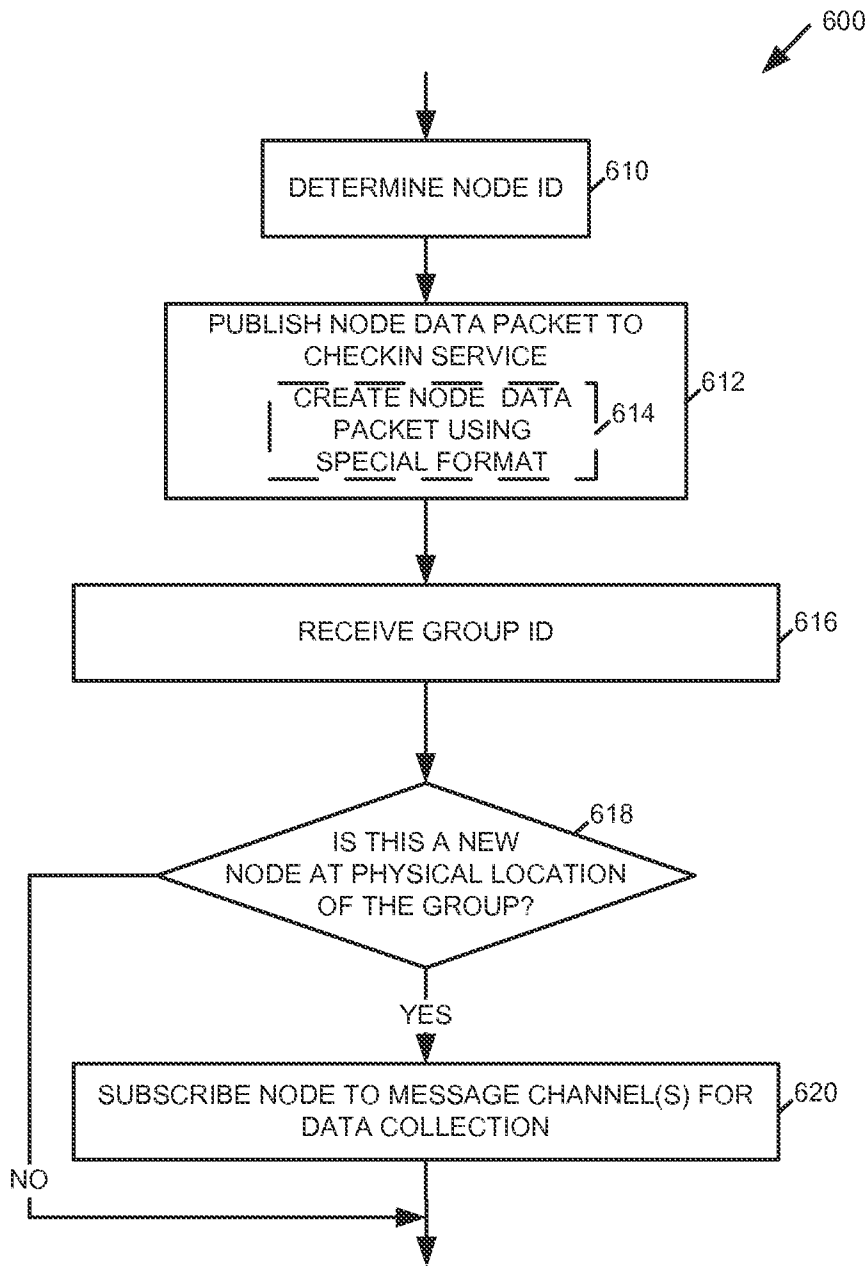 600
DETERMINE NODE ID
610
PUBLISH NODE DATA PACKET TO
CHECKIN SERVICE
CREATE NODE DATA
PACKET USING
SPECIAL FORMAT
614
612
RECEIVE GROUP ID
616
618
IS THIS A NEW
NODE AT PHYSICAL LOCATION
OF THE GROUP?
YES
SUBSCRIBE NODE TO MESSAGE CHANNEL(S) FOR
DATA COLLECTION
620
NO